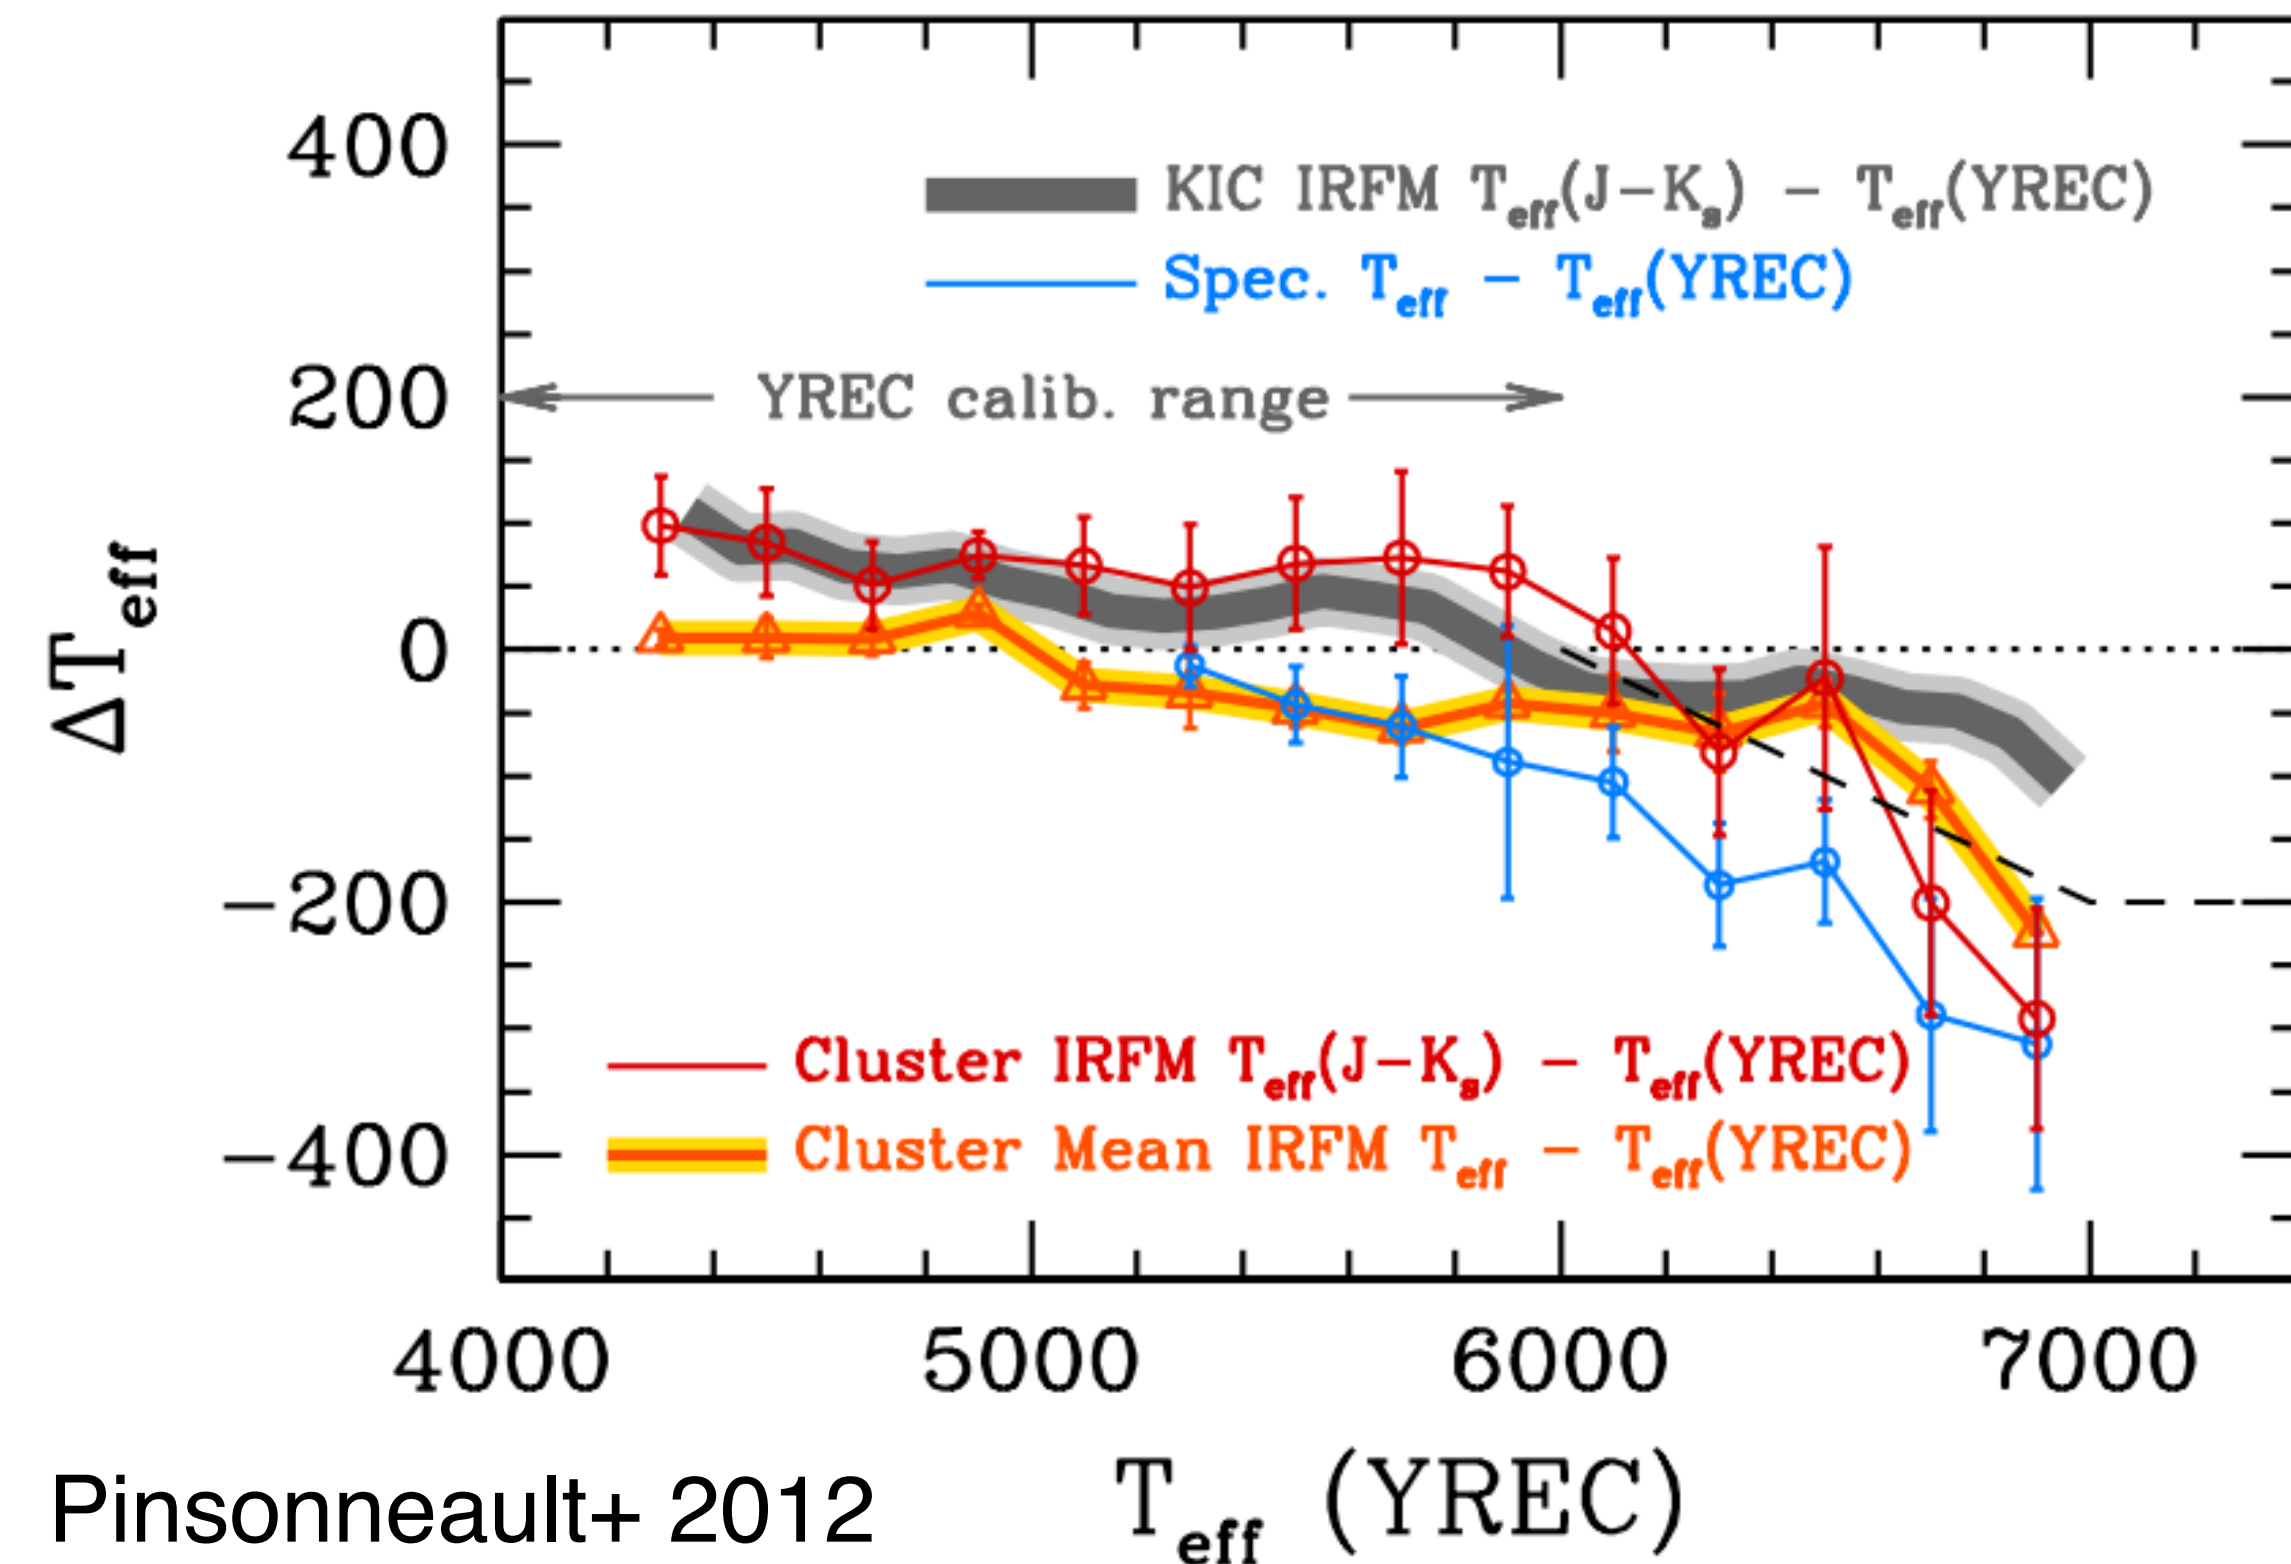 400
KIC IRFM Teff(J−Ks) − Teff(YREC)
Spec. Teff − Teff(YREC)
200
YREC calib. range
ΔTeff
0
−200
Cluster IRFM Teff(J−Ks) − Teff(YREC)
−400
Cluster Mean IRFM Teff − Teff(YREC)
4000 5000 6000 7000
Teff (YREC)
Pinsonneault+ 2012